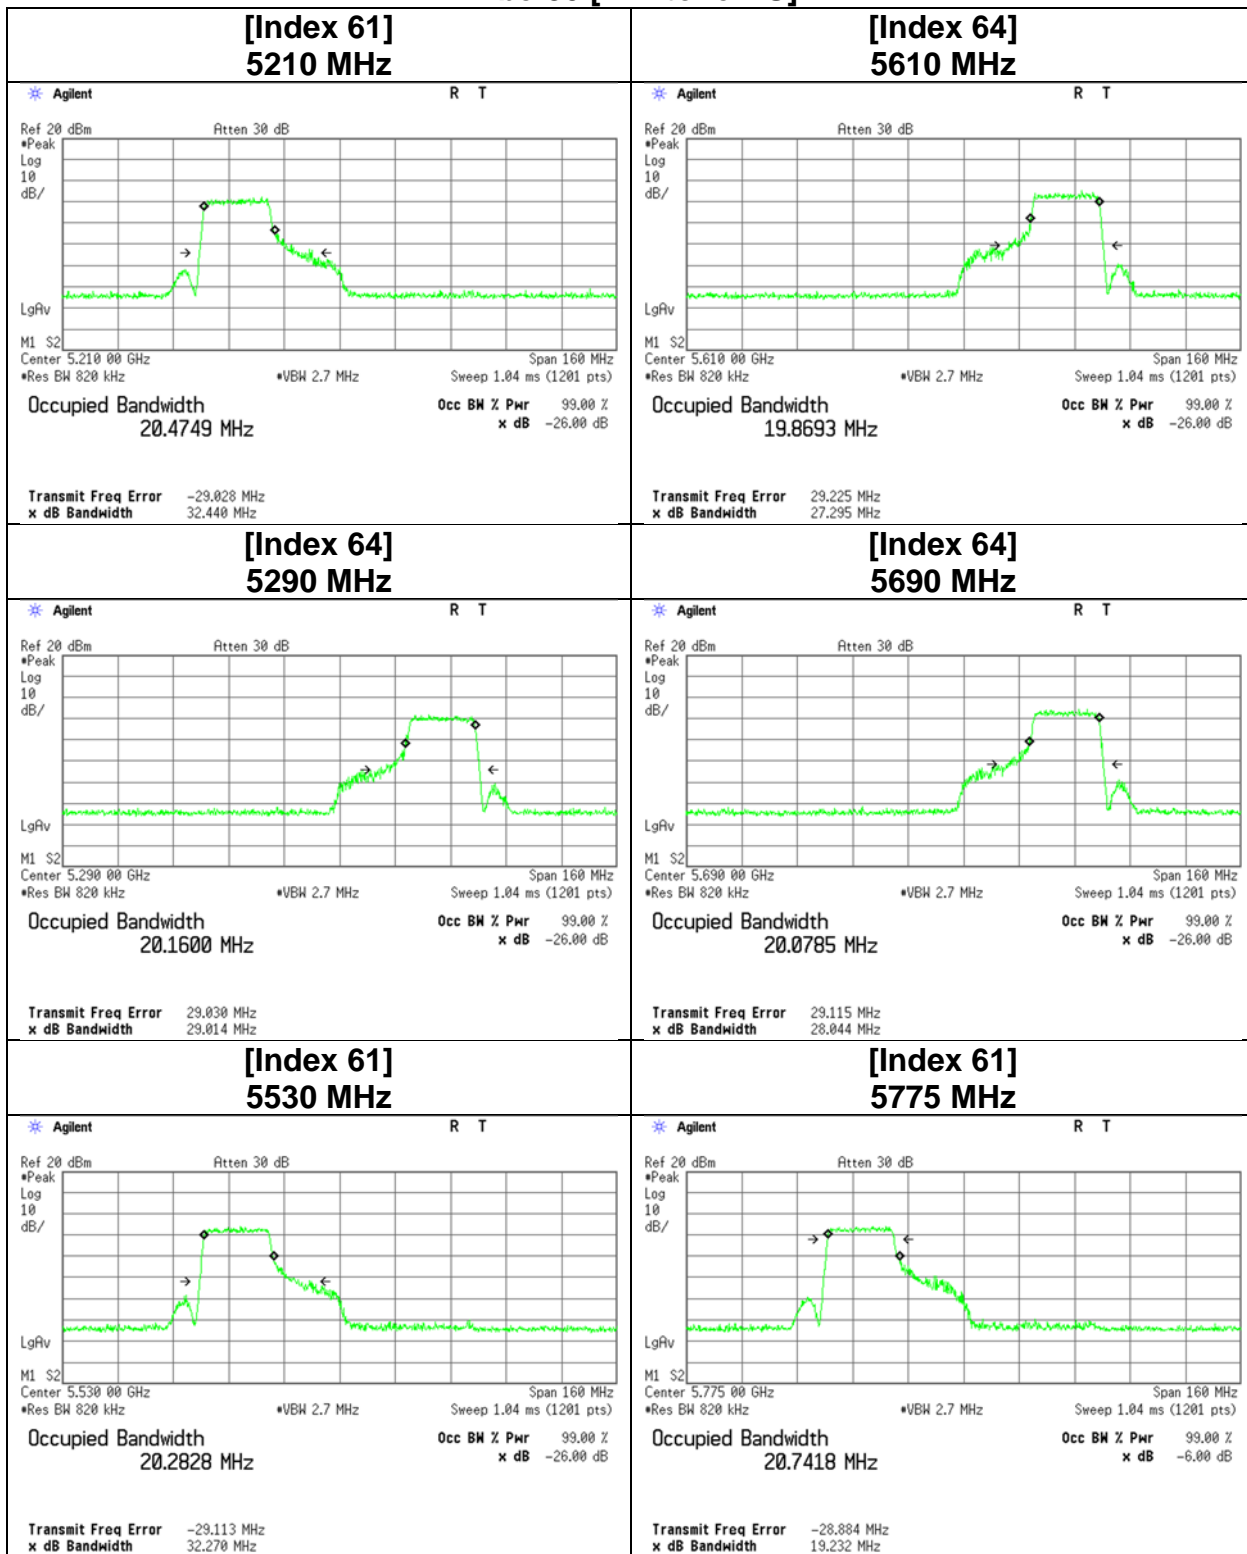 [Index 61]
5210 MHz
Agilent R T
Ref 20 dBm Atten 30 dB
#Peak
Log
10
dB/
LgAv
M1 S2
Center 5.210 00 GHz Span 160 MHz
#Res BW 820 kHz #VBW 2.7 MHz Sweep 1.04 ms (1201 pts)
Occupied Bandwidth Occ BW % Pwr 99.00 %
20.4749 MHz x dB -26.00 dB
Transmit Freq Error -29.028 MHz
x dB Bandwidth 32.440 MHz
[Index 64]
5610 MHz
Agilent R T
Ref 20 dBm Atten 30 dB
#Peak
Log
10
dB/
LgAv
M1 S2
Center 5.610 00 GHz Span 160 MHz
#Res BW 820 kHz #VBW 2.7 MHz Sweep 1.04 ms (1201 pts)
Occupied Bandwidth Occ BW % Pwr 99.00 %
19.8693 MHz x dB -26.00 dB
Transmit Freq Error 29.225 MHz
x dB Bandwidth 27.295 MHz
[Index 64]
5290 MHz
Agilent R T
Ref 20 dBm Atten 30 dB
#Peak
Log
10
dB/
LgAv
M1 S2
Center 5.290 00 GHz Span 160 MHz
#Res BW 820 kHz #VBW 2.7 MHz Sweep 1.04 ms (1201 pts)
Occupied Bandwidth Occ BW % Pwr 99.00 %
20.1600 MHz x dB -26.00 dB
Transmit Freq Error 29.030 MHz
x dB Bandwidth 29.014 MHz
[Index 64]
5690 MHz
Agilent R T
Ref 20 dBm Atten 30 dB
#Peak
Log
10
dB/
LgAv
M1 S2
Center 5.690 00 GHz Span 160 MHz
#Res BW 820 kHz #VBW 2.7 MHz Sweep 1.04 ms (1201 pts)
Occupied Bandwidth Occ BW % Pwr 99.00 %
20.0785 MHz x dB -26.00 dB
Transmit Freq Error 29.115 MHz
x dB Bandwidth 28.044 MHz
[Index 61]
5530 MHz
Agilent R T
Ref 20 dBm Atten 30 dB
#Peak
Log
10
dB/
LgAv
M1 S2
Center 5.530 00 GHz Span 160 MHz
#Res BW 820 kHz #VBW 2.7 MHz Sweep 1.04 ms (1201 pts)
Occupied Bandwidth Occ BW % Pwr 99.00 %
20.2828 MHz x dB -26.00 dB
Transmit Freq Error -29.113 MHz
x dB Bandwidth 32.270 MHz
[Index 61]
5775 MHz
Agilent R T
Ref 20 dBm Atten 30 dB
#Peak
Log
10
dB/
LgAv
M1 S2
Center 5.775 00 GHz Span 160 MHz
#Res BW 820 kHz #VBW 2.7 MHz Sweep 1.04 ms (1201 pts)
Occupied Bandwidth Occ BW % Pwr 99.00 %
20.7418 MHz x dB -6.00 dB
Transmit Freq Error -28.884 MHz
x dB Bandwidth 19.232 MHz